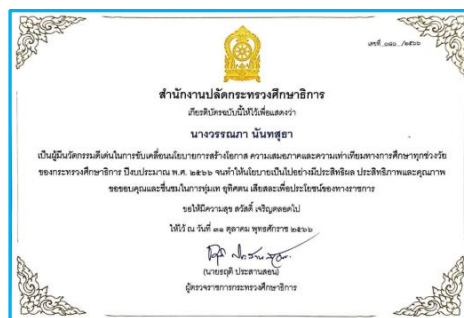 เลขที่ ๐๘๐ /๒๕๖๖
สำนักงานปลัดกระทรวงศึกษาธิการ
เกียรติบัตรฉบับนี้ให้ไว้เพื่อแสดงว่า
นางวรรณภา นันทสุธา
เป็นผู้มีนวัตกรรมดีเด่นในการขับเคลื่อนนโยบายการสร้างโอกาส ความเสมอภาคและความเท่าเทียมทางการศึกษาทุกช่วงวัย
ของกระทรวงศึกษาธิการ ปีงบประมาณ พ.ศ. ๒๕๖๖ จนทำให้นโยบายเป็นไปอย่างมีประสิทธิผล ประสิทธิภาพและคุณภาพ
ขอขอบคุณและชื่นชมในการทุ่มเท อุทิศตน เสียสละเพื่อประโยชน์ของทางราชการ
ขอให้มีความสุข สวัสดิ์ เจริญตลอดไป
ให้ไว้ ณ วันที่ ๓๑ ตุลาคม พุทธศักราช ๒๕๖๖
(นายธฤติ ประสานสอน)
ผู้ตรวจราชการกระทรวงศึกษาธิการ